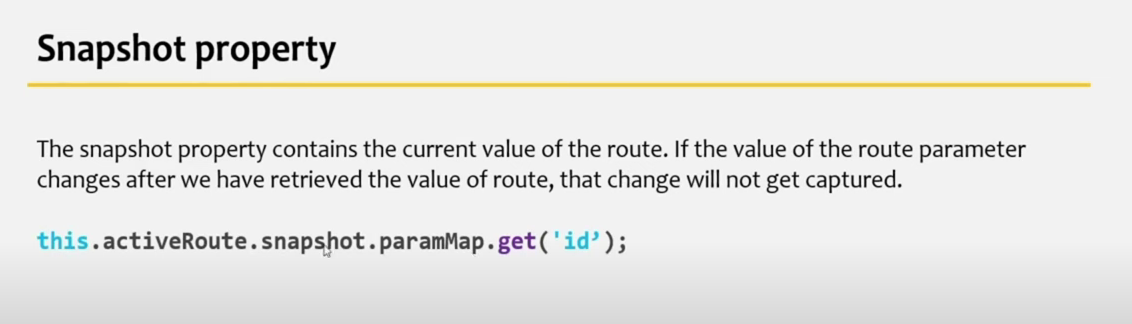 Snapshot property
The snapshot property contains the current value of the route. If the value of the route parameter
changes after we have retrieved the value of route, that change will not get captured.
this.activeRoute.snapshot.paramMap.get('id’);